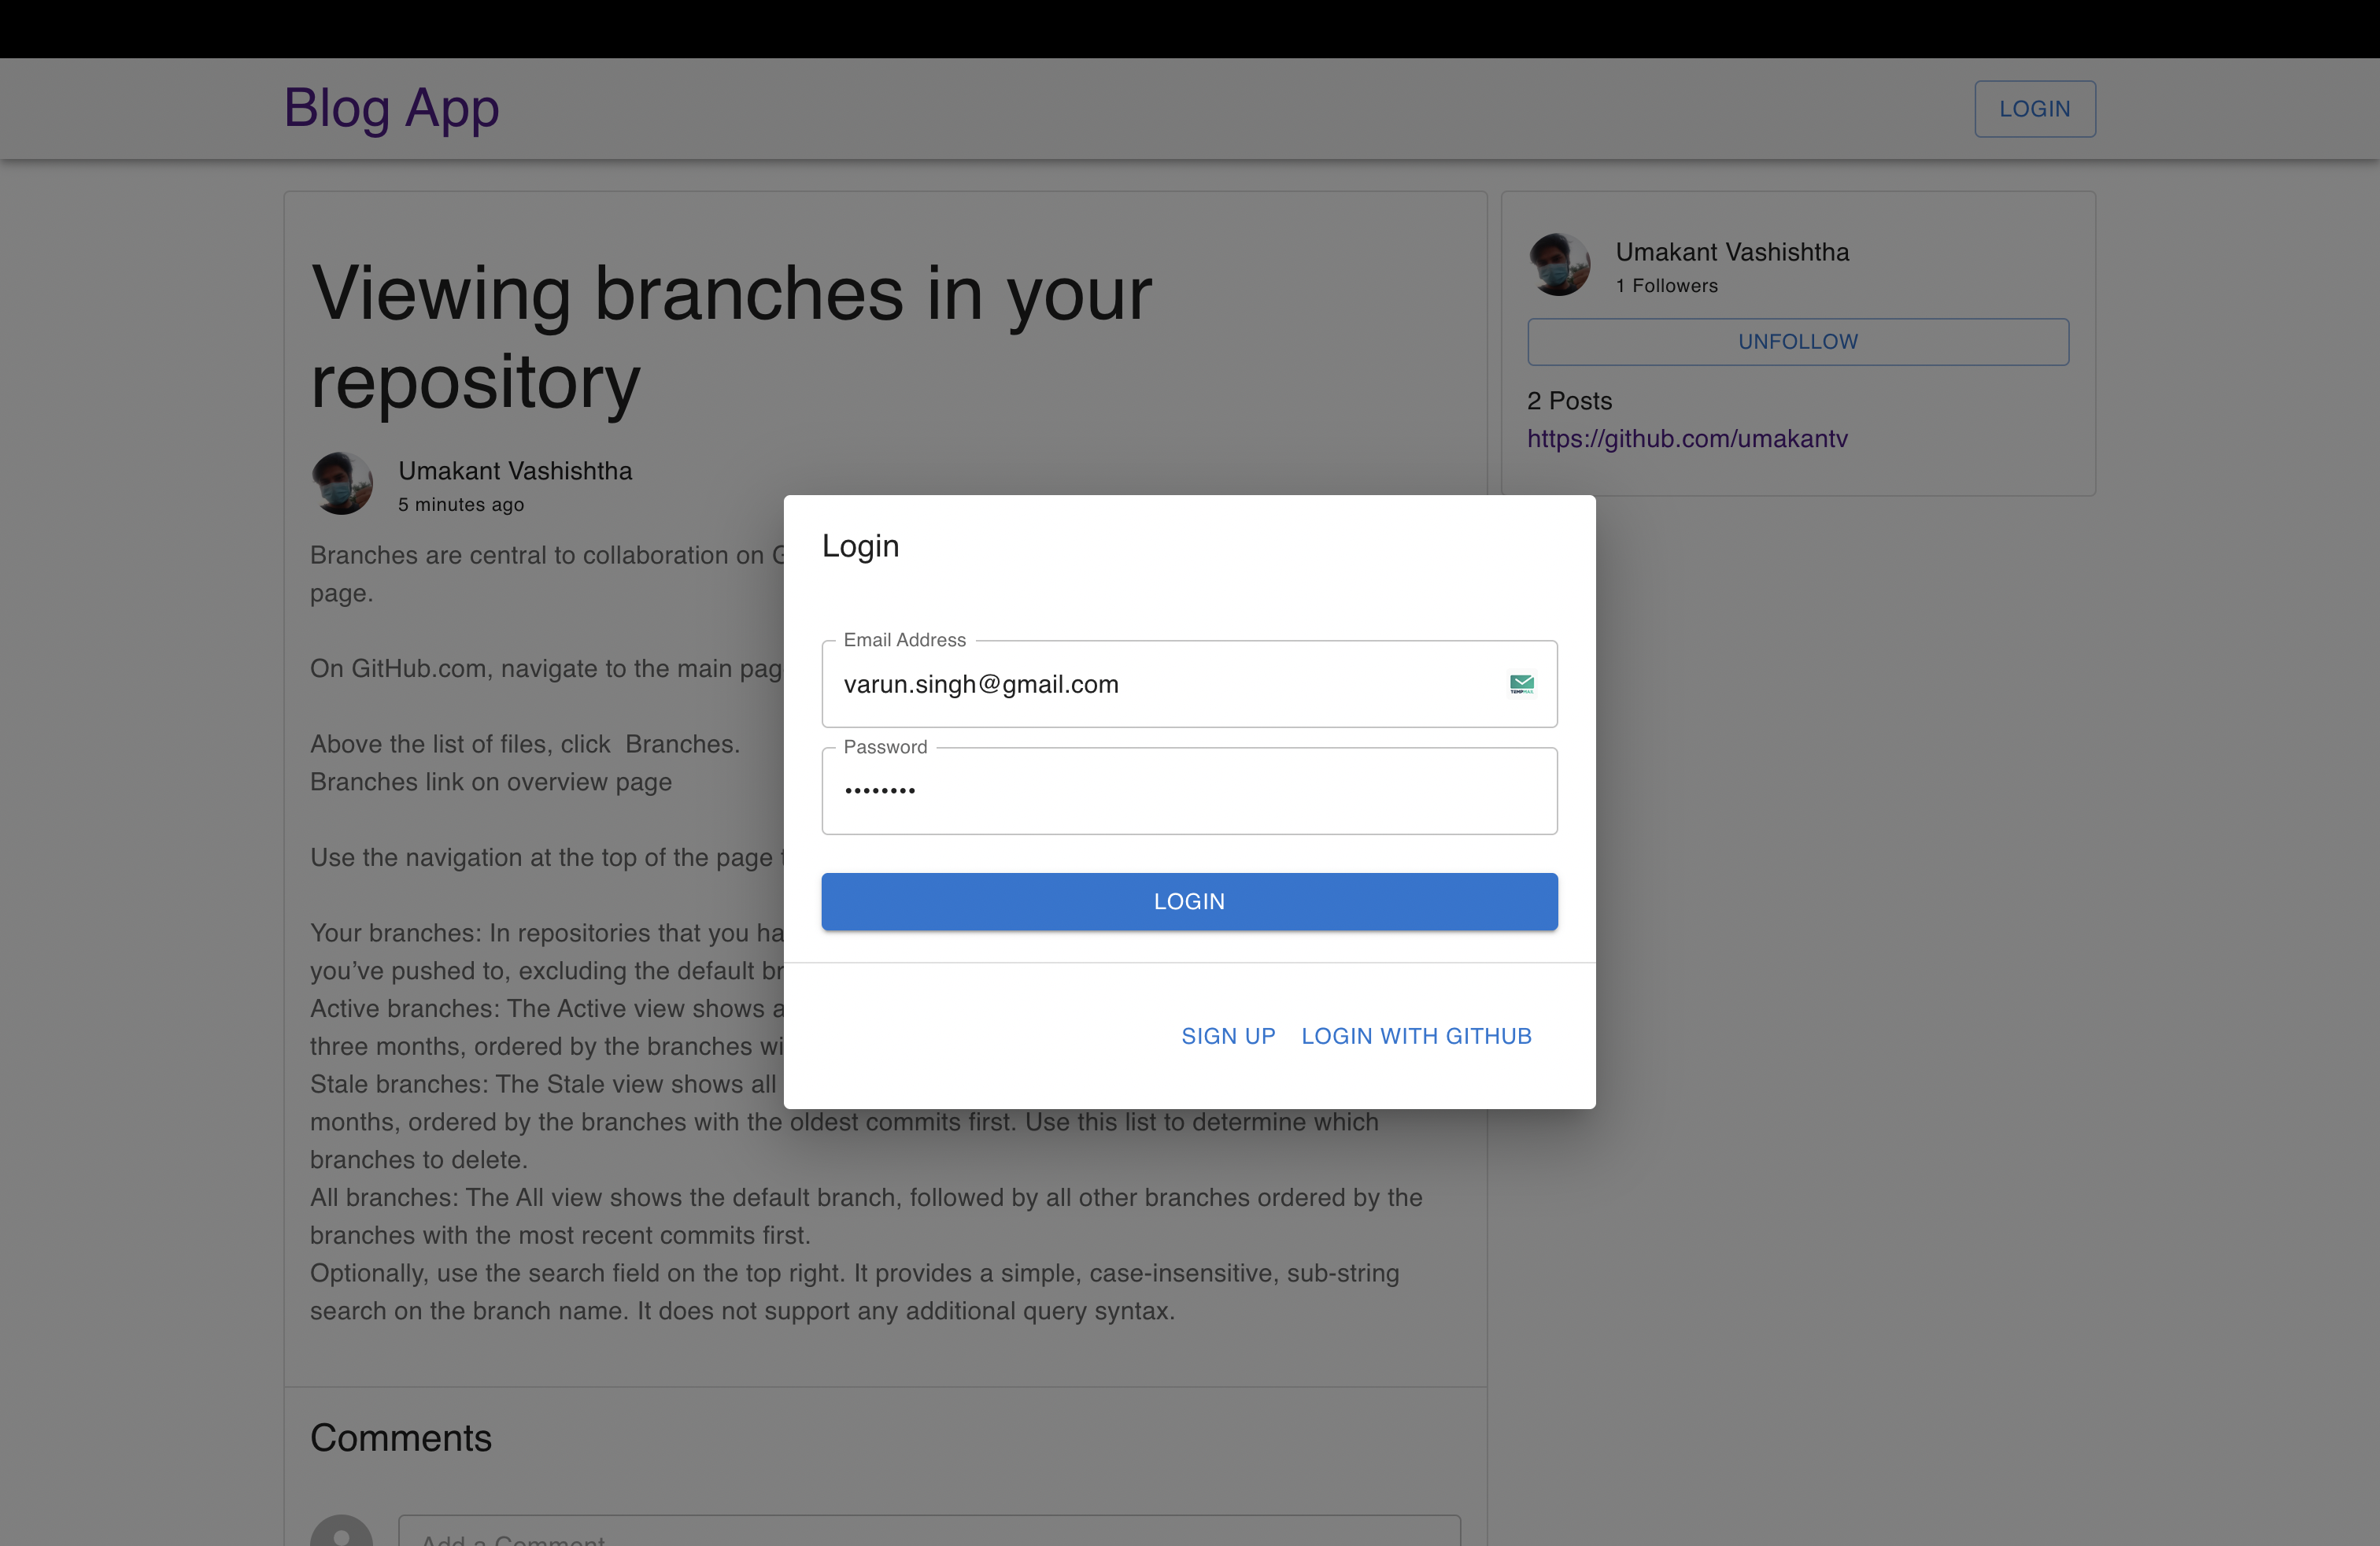 Blog App
LOGIN
Viewing branches in your
repository
Umakant Vashishtha
5 minutes ago
Branches are central to collaboration on
page.
On GitHub.com, navigate to the main pag
Above the list of files, click  Branches.
Branches link on overview page
Use the navigation at the top of the page
Your branches: In repositories that you ha
you've pushed to, excluding the default br
Active branches: The Active view shows a
three months, ordered by the branches wi
Stale branches: The Stale view shows all
months, ordered by the branches with the oldest commits first. Use this list to determine which
branches to delete.
All branches: The All view shows the default branch, followed by all other branches ordered by the
branches with the most recent commits first.
Optionally, use the search field on the top right. It provides a simple, case-insensitive, sub-string
search on the branch name. It does not support any additional query syntax.
Comments
Add a Comment
Umakant Vashishtha
1 Followers
UNFOLLOW
2 Posts
https://github.com/umakantv
Login
Email Address
varun.singh@gmail.com
TEMPMAIL
Password
••••••••
LOGIN
SIGN UP LOGIN WITH GITHUB